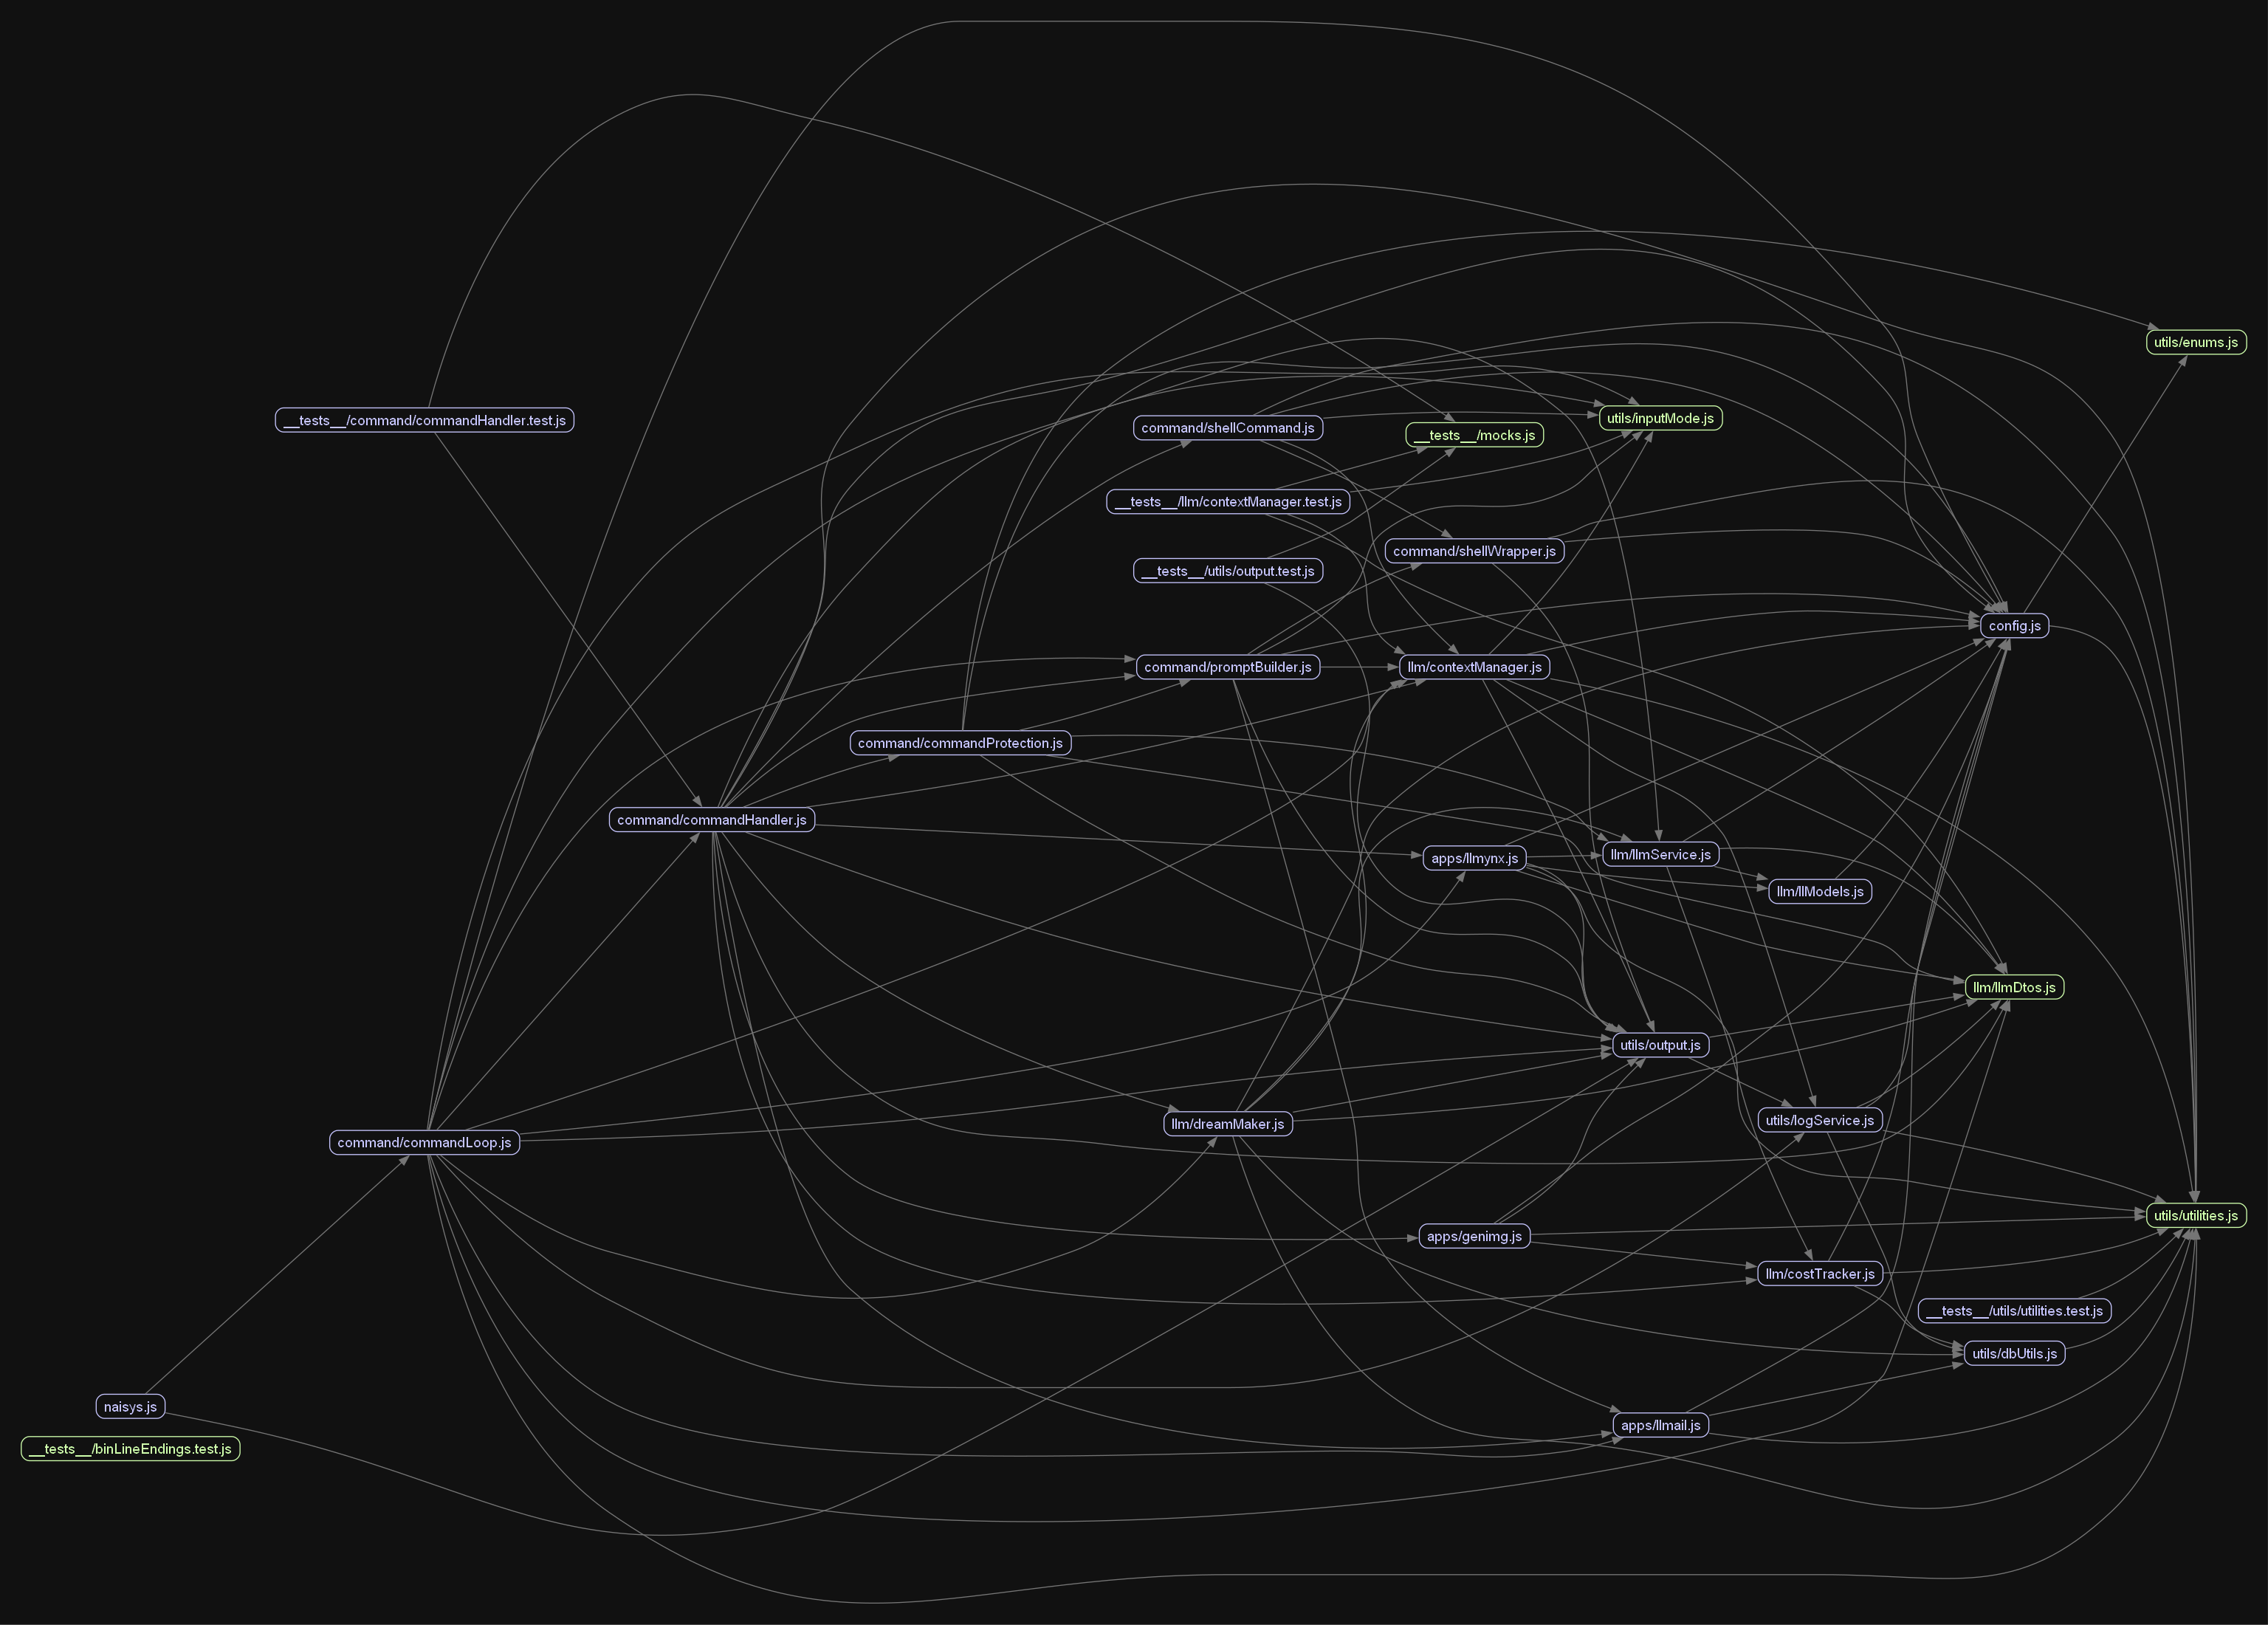 utils/enums.js
__tests__/command/commandHandler.test.js
command/shellCommand.js
utils/inputMode.js
__tests__/mocks.js
__tests__/llm/contextManager.test.js
command/shellWrapper.js
__tests__/utils/output.test.js
config.js
command/promptBuilder.js
llm/contextManager.js
command/commandProtection.js
command/commandHandler.js
apps/llmynx.js
llm/llmService.js
llm/llModels.js
llm/llmDtos.js
utils/output.js
utils/logService.js
llm/dreamMaker.js
command/commandLoop.js
utils/utilities.js
apps/genimg.js
llm/costTracker.js
__tests__/utils/utilities.test.js
utils/dbUtils.js
naisys.js
apps/llmail.js
__tests__/binLineEndings.test.js